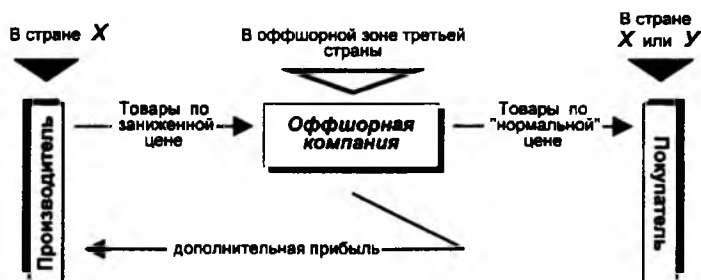 В стране X
В оффшорной зоне третьей
страны
В стране
X или У
Производитель
Товары по
заниженной
цене
Оффшорная
компания
Товары по
"нормальной"
цене
Покупатель
дополнительная прибыль